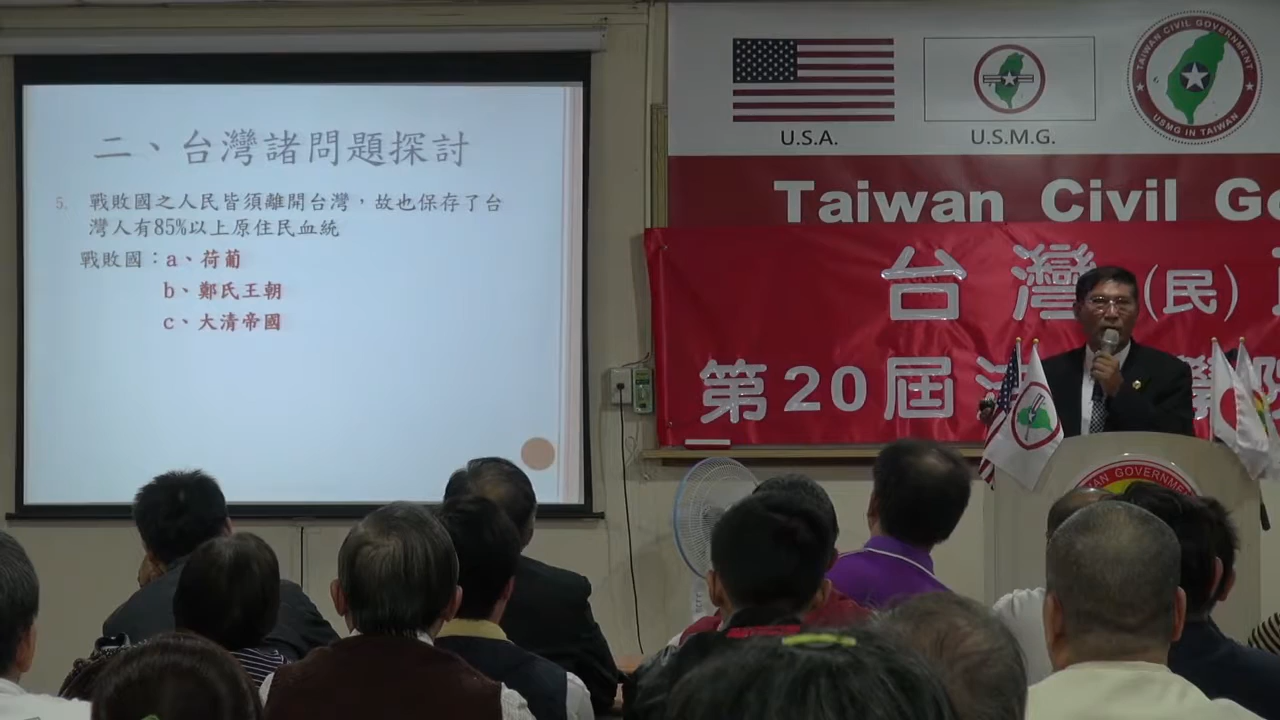 二、台灣諸問題探討
5. 戰敗國之人民皆須離開台灣，故也保存了台
灣人有85%以上原住民血統
戰敗國：a、荷葡
b、鄭氏王朝
c、大清帝國
U.S.A.
U.S.M.G.
TAIWAN CIVIL GOVERNMENT
USMG IN TAIWAN
Taiwan Civil Go
台灣(民)
第20屆
GOVERNMENT